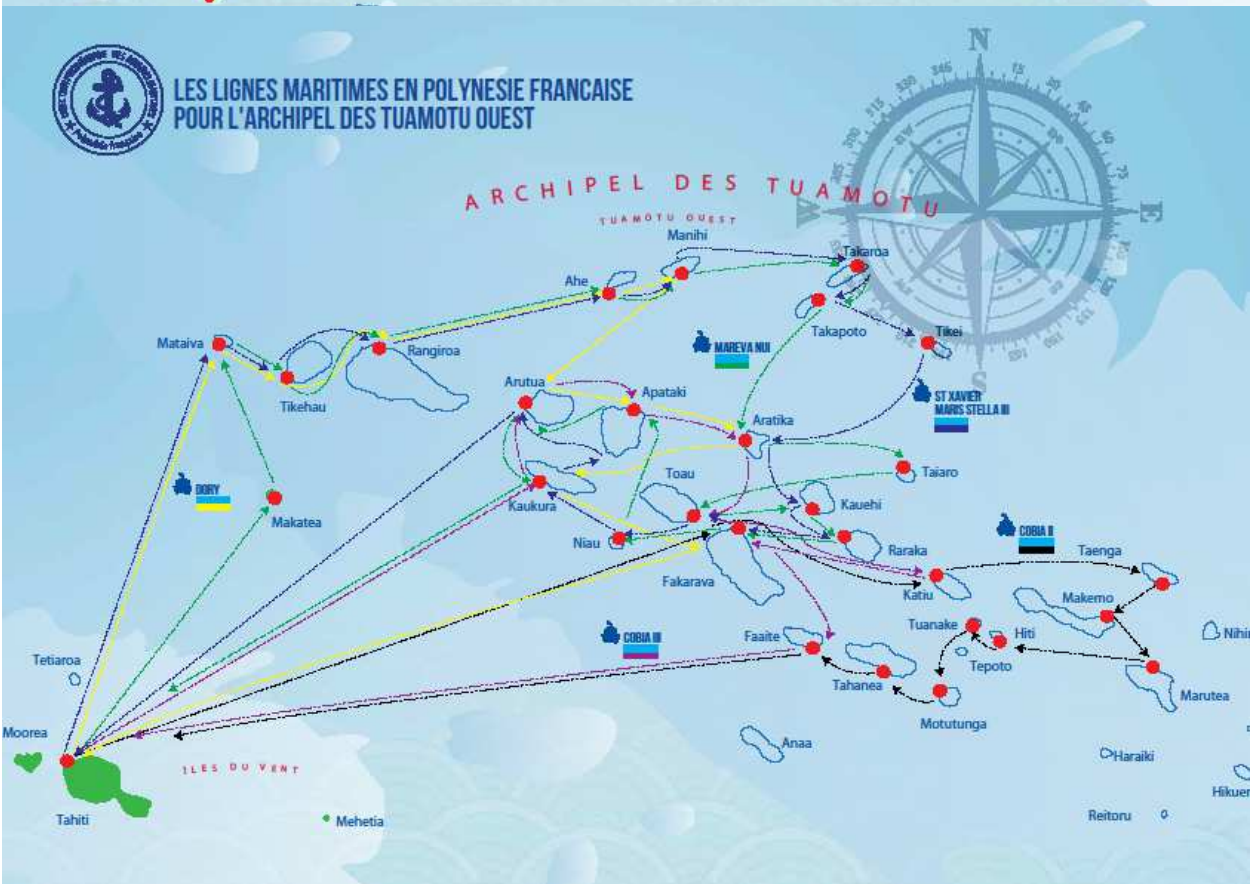 LES LIGNES MARITIMES EN POLYNESIE FRANCAISE
POUR L'ARCHIPEL DES TUAMOTU OUEST
N
E
S
W
ARCHIPEL DES TUAMOTU
TUAMOTU OUEST
Manihi
Takaroa
Ahe
Takapoto
Tikei
Mataiva
Rangiroa
MAREVA NUI
Tikehau
Arutua
Apataki
ST XAVIER
MARIS STELLA III
Aratika
DORY
Makatea
Toau
Taiaro
Kaukura
Kauehi
Niau
Raraka
COBIA II
Taenga
Fakarava
Katiu
Makemo
COBIA III
Faaite
Tuanake
Hiti
Nihir
Tepoto
Tetiaroa
Tahanea
Marutea
Motutunga
Moorea
Anaa
Haraiki
ILES DU VENT
Hikuer
Tahiti
Mehetia
Reitoru